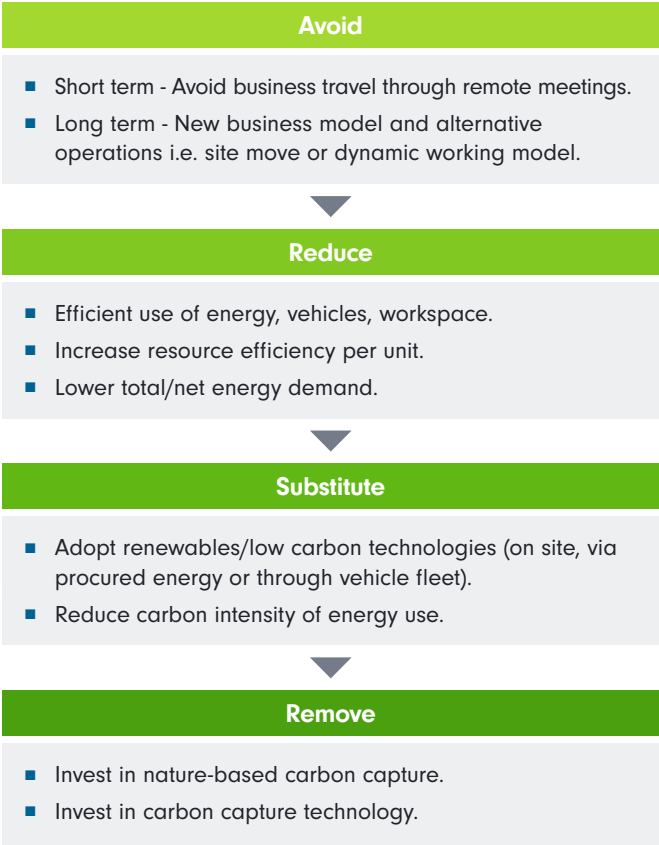 Avoid
▪ Short term - Avoid business travel through remote meetings.
▪ Long term - New business model and alternative
operations i.e. site move or dynamic working model.
Reduce
▪ Efficient use of energy, vehicles, workspace.
▪ Increase resource efficiency per unit.
▪ Lower total/net energy demand.
Substitute
▪ Adopt renewables/low carbon technologies (on site, via
procured energy or through vehicle fleet).
▪ Reduce carbon intensity of energy use.
Remove
▪ Invest in nature-based carbon capture.
▪ Invest in carbon capture technology.